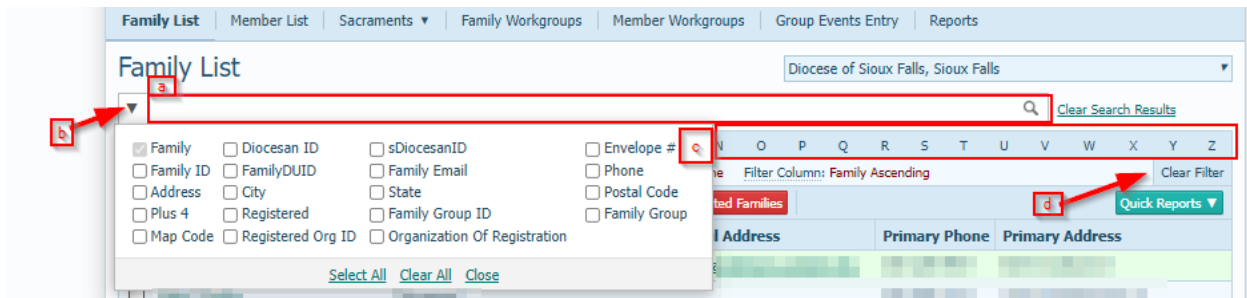 Family List Member List Sacraments ▼ Family Workgroups Member Workgroups Group Events Entry Reports
Family List Diocese of Sioux Falls, Sioux Falls ▼
a
▼ Clear Search Results
b
c N O P Q R S T U V W X Y Z
Family Diocesan ID sDiocesanID Envelope #
Family ID FamilyDUID Family Email Phone
Filter Column: Family Ascending Clear Filter
Address City State Postal Code
Plus 4 Registered Family Group ID Family Group
d Quick Reports ▼
Families
Map Code Registered Org ID Organization Of Registration
Address Primary Phone Primary Address
Select All Clear All Close